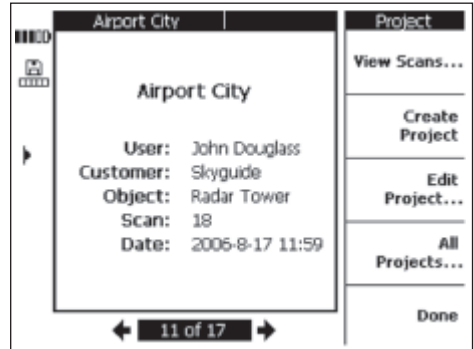 Airport City
Project
View Scans...
Airport City
Create
Project
User: John Douglass
Customer: Skyguide
Object: Radar Tower
Scan: 18
Date: 2006-8-17 11:59
Edit
Project...
All
Projects...
Done
11 of 17